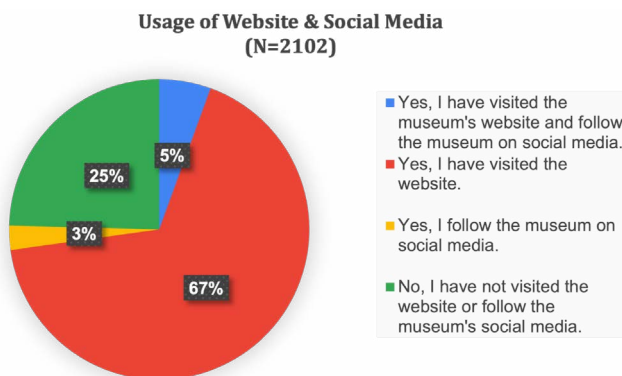 Usage of Website & Social Media
(N=2102)
5%
25%
3%
67%
Yes, I have visited the
museum's website and follow
the museum on social media.
Yes, I have visited the
website.
Yes, I follow the museum on
social media.
No, I have not visited the
website or follow the
museum's social media.